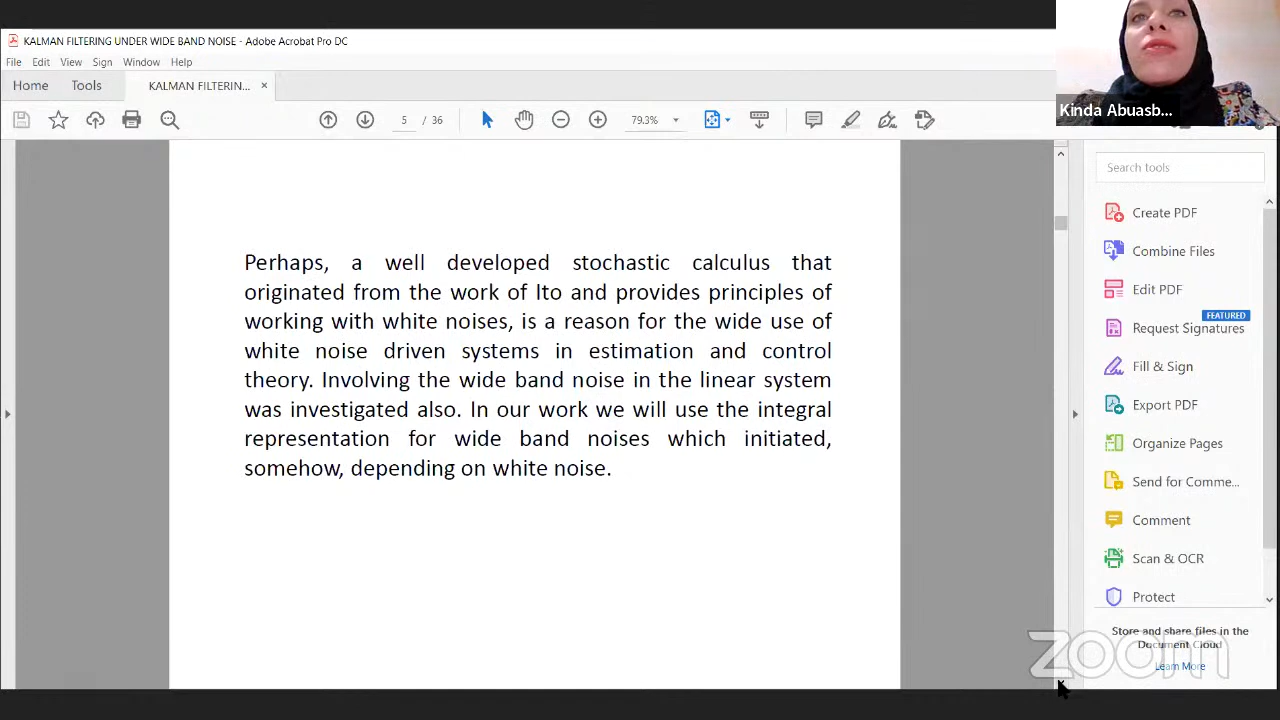 KALMAN FILTERING UNDER WIDE BAND NOISE - Adobe Acrobat Pro DC
File Edit View Sign Window Help
Home Tools KALMAN FILTERIN... ×
5 / 36 79.3%
Kinda Abuasb...
Perhaps, a well developed stochastic calculus that
originated from the work of Ito and provides principles of
working with white noises, is a reason for the wide use of
white noise driven systems in estimation and control
theory. Involving the wide band noise in the linear system
was investigated also. In our work we will use the integral
representation for wide band noises which initiated,
somehow, depending on white noise.
Search tools
Create PDF
Combine Files
Edit PDF
FEATURED
Request Signatures
Fill & Sign
Export PDF
Organize Pages
Send for Comme...
Comment
Scan & OCR
Protect
Store and share files in the
Document Cloud
Learn More
zoom